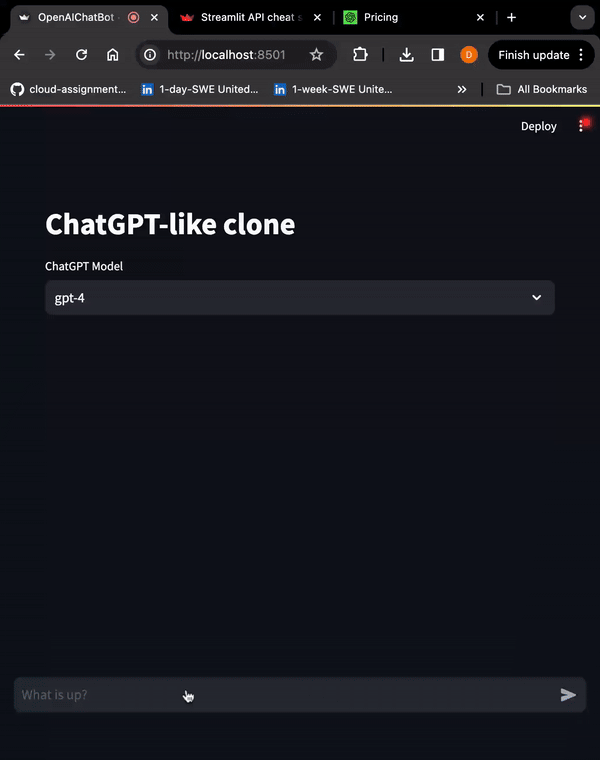 OpenAIChatBot · Streamlit API cheat s Pricing
http://localhost:8501 D Finish update
cloud-assignment... 1-day-SWE United... 1-week-SWE Unite... All Bookmarks
Deploy
ChatGPT-like clone
ChatGPT Model
gpt-4
What is up?